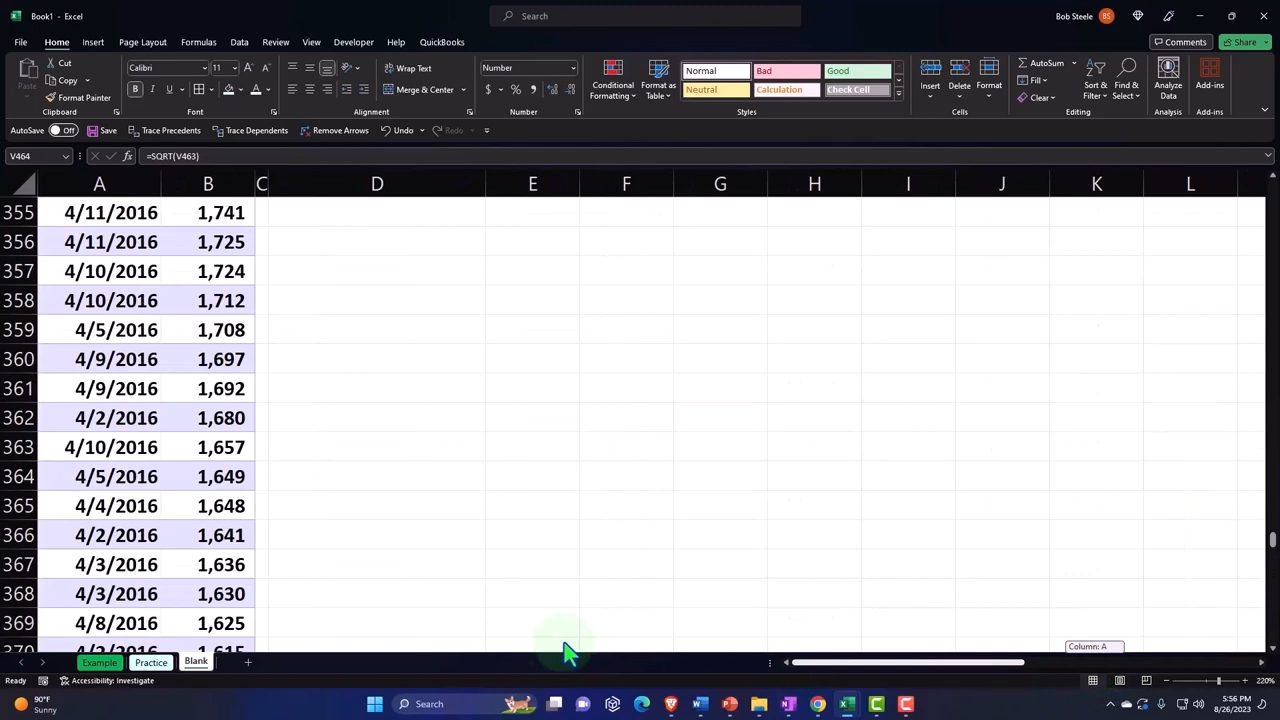 Book1 - Excel
Search
Bob Steele BS
File Home Insert Page Layout Formulas Data Review View Developer Help QuickBooks
Comments Share
Cut
Copy
Paste
Format Painter
Clipboard
Calibri 11
B I U
Font
Wrap Text
Merge & Center
Alignment
Number
$ % 9
Number
Conditional Formatting
Format as Table
Normal Bad Good
Neutral Calculation Check Cell
Styles
Insert Delete Format
Cells
AutoSum
Fill
Clear
Sort & Filter
Find & Select
Editing
Analyze Data
Analysis
Add-ins
Add-ins
AutoSave Off Save Trace Precedents Trace Dependents Remove Arrows Undo Redo
V464 fx =SQRT(V463)
A B C D E F G H I J K L
355 4/11/2016 1,741
356 4/11/2016 1,725
357 4/10/2016 1,724
358 4/10/2016 1,712
359 4/5/2016 1,708
360 4/9/2016 1,697
361 4/9/2016 1,692
362 4/2/2016 1,680
363 4/10/2016 1,657
364 4/5/2016 1,649
365 4/4/2016 1,648
366 4/2/2016 1,641
367 4/3/2016 1,636
368 4/3/2016 1,630
369 4/8/2016 1,625
370 4/2/2016 1,615
Column: A
Example Practice Blank
Ready Accessibility: Investigate 220%
90°F
Sunny
Search
5:56 PM
8/26/2023